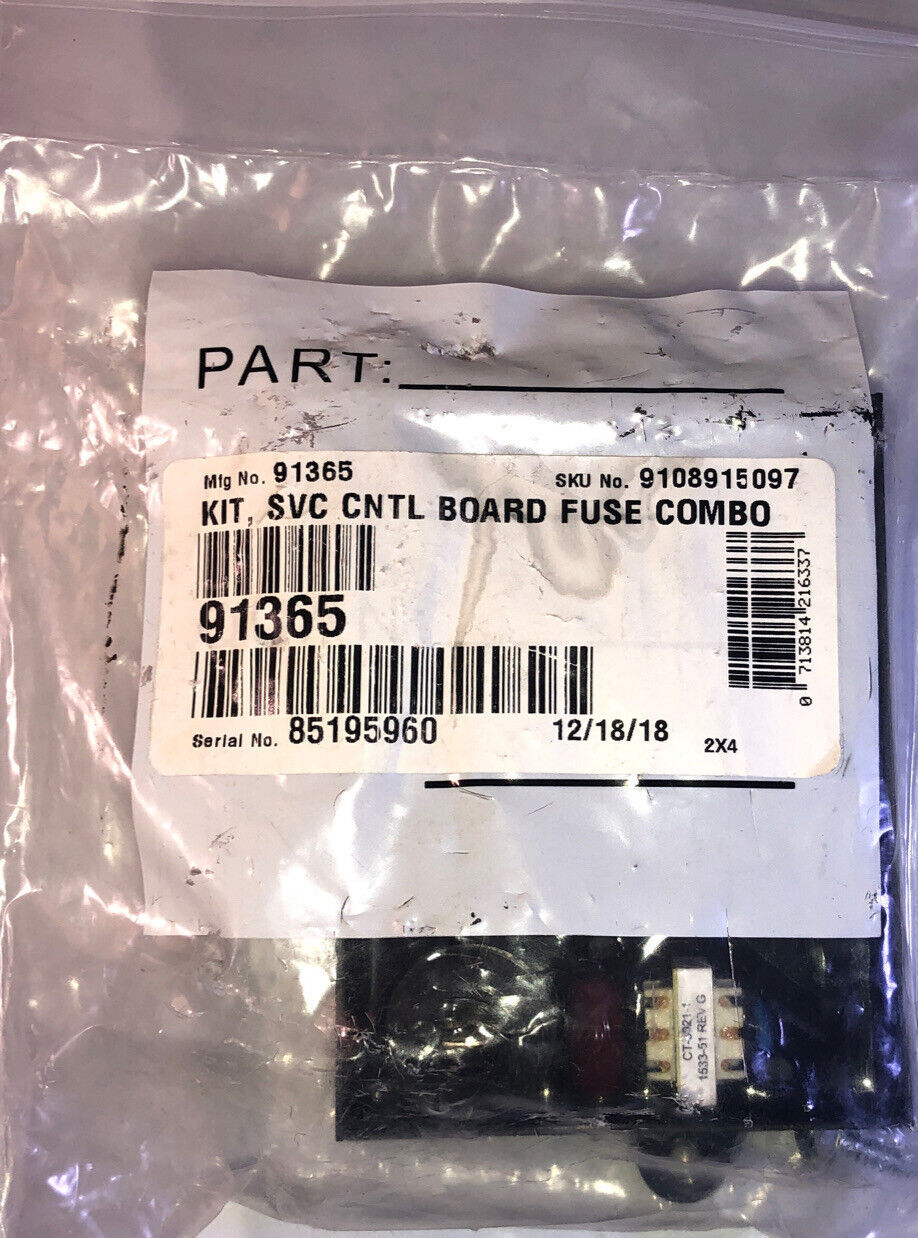 PART:
Mfg No. 91365
SKU No. 9108915097
KIT, SVC CNTL BOARD FUSE COMBO
91365
0 713814 216337
Serial No. 85195960
12/18/18
2X4
1533-51 REV G